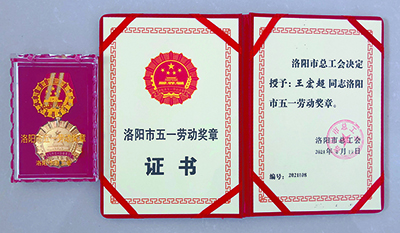 洛阳市五一劳动奖章
证书
洛阳市总工会决定
授予：王宏超 同志洛阳
市五一劳动奖章。
洛阳市总工会
编号：2021108